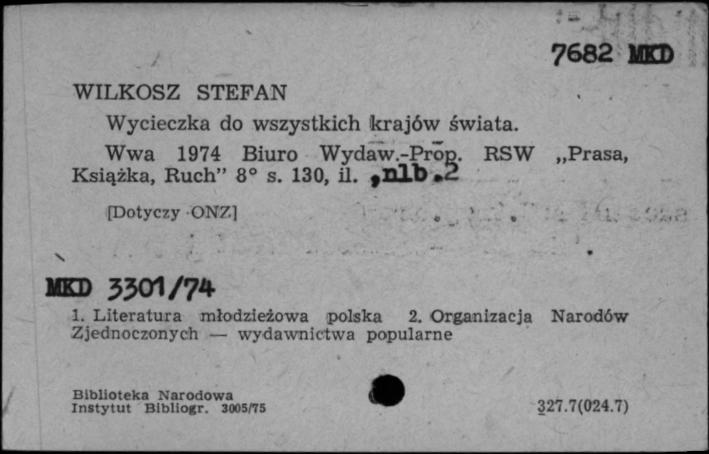 7682 MKD
WILKOSZ STEFAN
Wycieczka do wszystkich krajów świata.
Wwa 1974 Biuro Wydaw.-Prop. RSW „Prasa,
Książka, Ruch” 8° s. 130, il. ,nlb.2
[Dotyczy ONZ]
MKD 3301/74
1. Literatura młodzieżowa polska 2. Organizacja Narodów
Zjednoczonych — wydawnictwa popularne
Biblioteka Narodowa
Instytut Bibliogr. 3005/75
327.7(024.7)